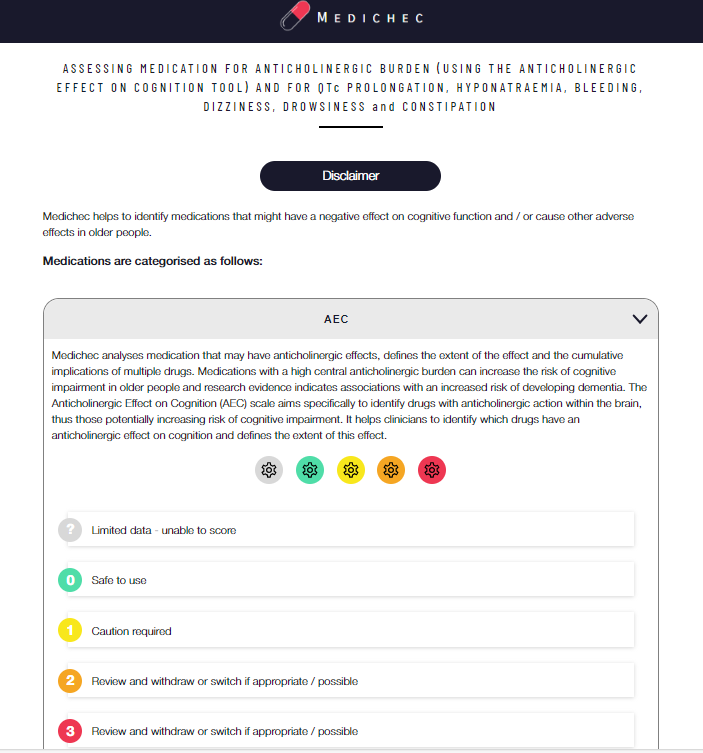 MEDICHEC
ASSESSING MEDICATION FOR ANTICHOLINERGIC BURDEN (USING THE ANTICHOLINERGIC
EFFECT ON COGNITION TOOL) AND FOR QTc PROLONGATION, HYPONATRAEMIA, BLEEDING,
DIZZINESS, DROWSINESS and CONSTIPATION
Disclaimer
Medichec helps to identify medications that might have a negative effect on cognitive function and / or cause other adverse
effects in older people.
Medications are categorised as follows:
AEC
Medichec analyses medication that may have anticholinergic effects, defines the extent of the effect and the cumulative
implications of multiple drugs. Medications with a high central anticholinergic burden can increase the risk of cognitive
impairment in older people and research evidence indicates associations with an increased risk of developing dementia. The
Anticholinergic Effect on Cognition (AEC) scale aims specifically to identify drugs with anticholinergic action within the brain,
thus those potentially increasing risk of cognitive impairment. It helps clinicians to identify which drugs have an
anticholinergic effect on cognition and defines the extent of this effect.
? Limited data - unable to score
0 Safe to use
1 Caution required
2 Review and withdraw or switch if appropriate / possible
3 Review and withdraw or switch if appropriate / possible